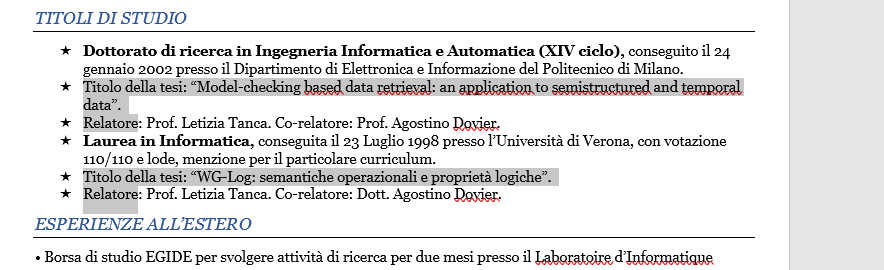 TITOLI DI STUDIO
★ Dottorato di ricerca in Ingegneria Informatica e Automatica (XIV ciclo), conseguito il 24
gennaio 2002 presso il Dipartimento di Elettronica e Informazione del Politecnico di Milano.
★ Titolo della tesi: “Model-checking based data retrieval: an application to semistructured and temporal
data”.
★ Relatore: Prof. Letizia Tanca. Co-relatore: Prof. Agostino Dovier.
★ Laurea in Informatica, conseguita il 23 Luglio 1998 presso l’Università di Verona, con votazione
110/110 e lode, menzione per il particolare curriculum.
★ Titolo della tesi: “WG-Log: semantiche operazionali e proprietà logiche”.
★ Relatore: Prof. Letizia Tanca. Co-relatore: Dott. Agostino Dovier.
ESPERIENZE ALL’ESTERO
• Borsa di studio EGIDE per svolgere attività di ricerca per due mesi presso il Laboratoire d’Informatique